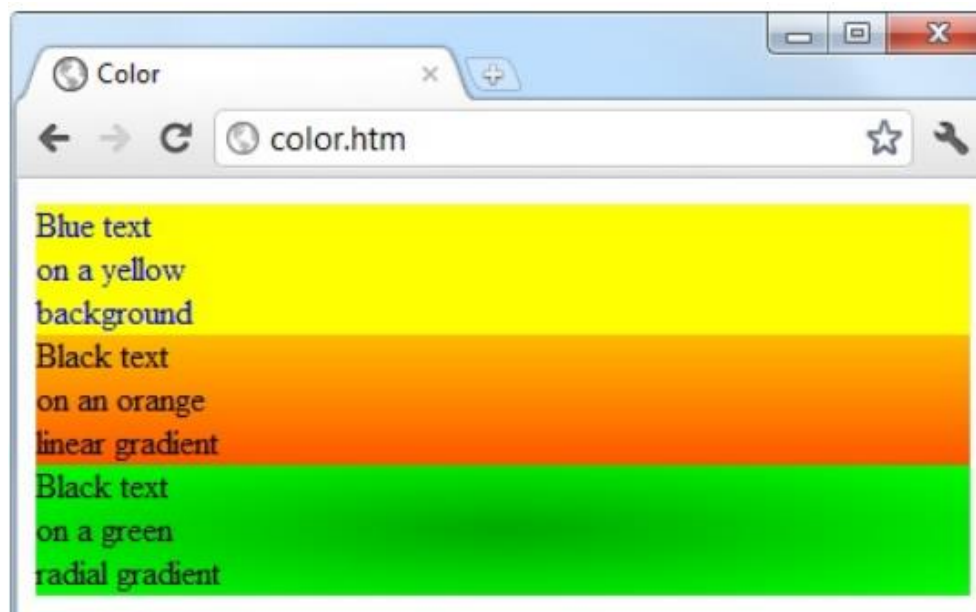 Color
color.htm
Blue text
on a yellow
background
Black text
on an orange
linear gradient
Black text
on a green
radial gradient